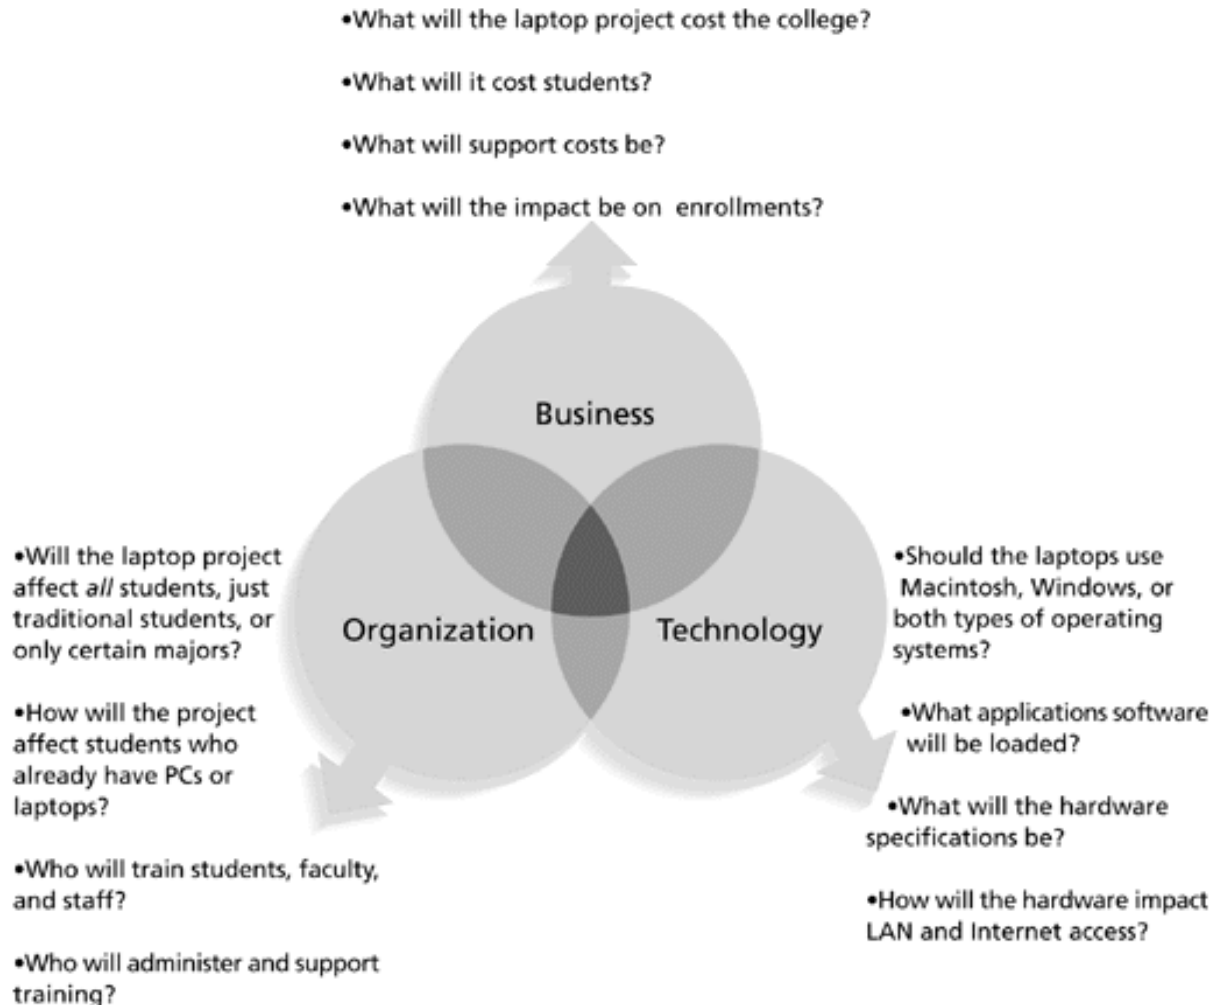 •What will the laptop project cost the college?
•What will it cost students?
•What will support costs be?
•What will the impact be on enrollments?
Business
Organization
Technology
•Will the laptop project
affect all students, just
traditional students, or
only certain majors?
•How will the project
affect students who
already have PCs or
laptops?
•Who will train students, faculty,
and staff?
•Who will administer and support
training?
•Should the laptops use
Macintosh, Windows, or
both types of operating
systems?
•What applications software
will be loaded?
•What will the hardware
specifications be?
•How will the hardware impact
LAN and Internet access?